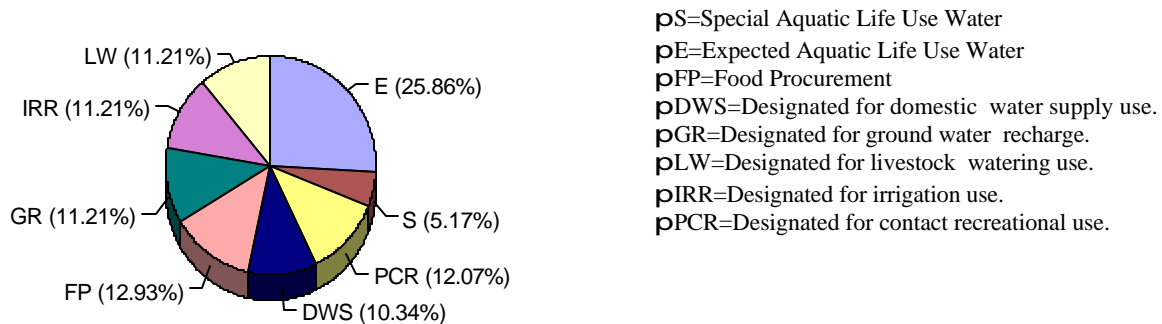 LW (11.21%)
E (25.86%)
IRR (11.21%)
GR (11.21%)
S (5.17%)
PCR (12.07%)
FP (12.93%)
DWS (10.34%)
pS=Special Aquatic Life Use Water
pE=Expected Aquatic Life Use Water
pFP=Food Procurement
pDWS=Designated for domestic water supply use.
pGR=Designated for ground water recharge.
pLW=Designated for livestock watering use.
pIRR=Designated for irrigation use.
pPCR=Designated for contact recreational use.